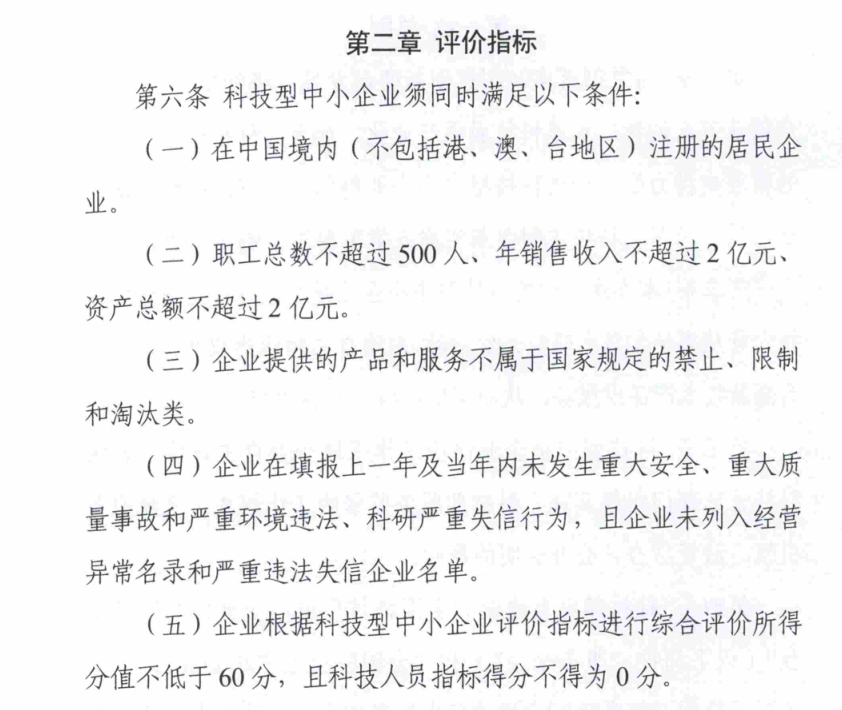 第二章 评价指标
第六条 科技型中小企业须同时满足以下条件:
（一）在中国境内（不包括港、澳、台地区）注册的居民企
业。
（二）职工总数不超过 500 人、年销售收入不超过 2 亿元、
资产总额不超过 2 亿元。
（三）企业提供的产品和服务不属于国家规定的禁止、限制
和淘汰类。
（四）企业在填报上一年及当年内未发生重大安全、重大质
量事故和严重环境违法、科研严重失信行为，且企业未列入经营
异常名录和严重违法失信企业名单。
（五）企业根据科技型中小企业评价指标进行综合评价所得
分值不低于 60 分，且科技人员指标得分不得为 0 分。